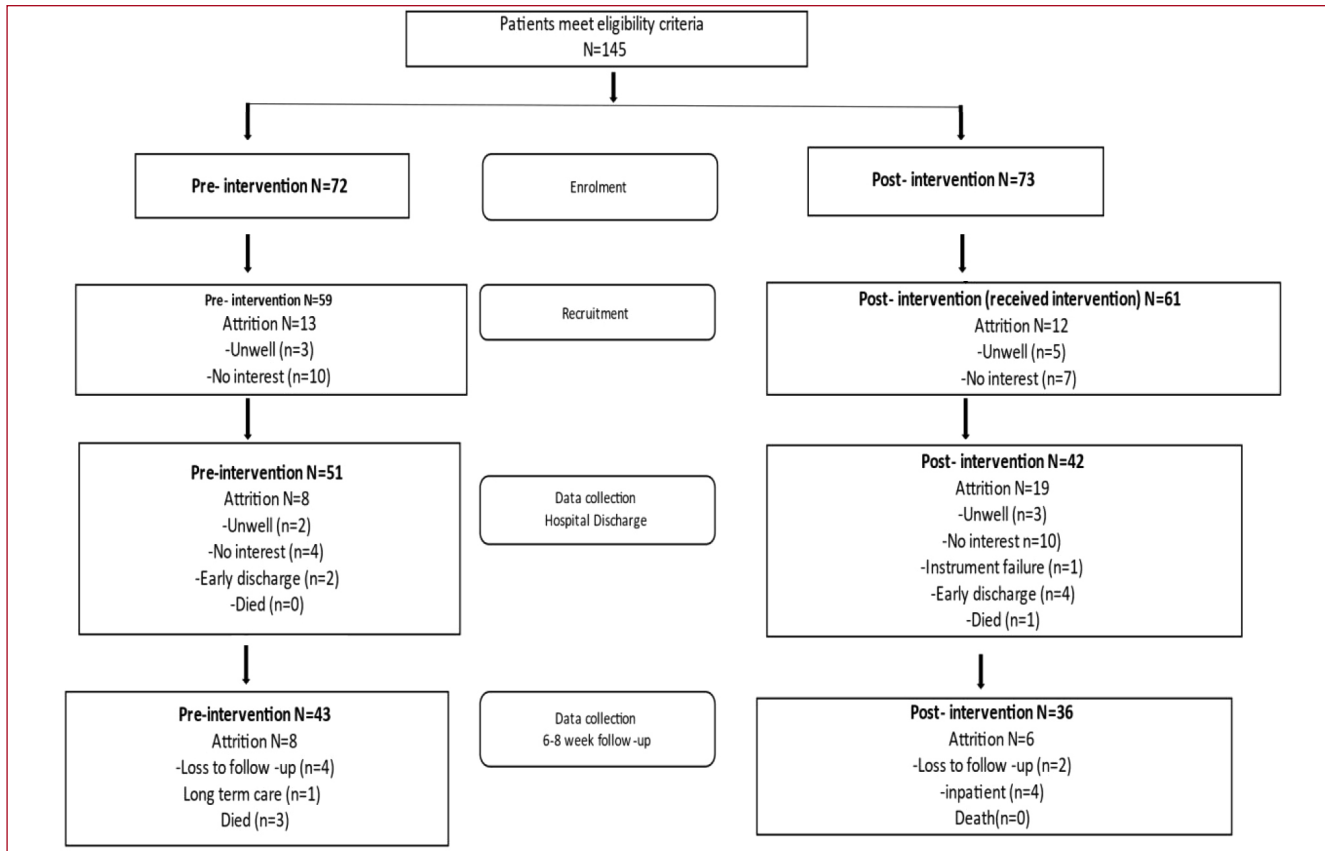 Patients meet eligibility criteria
N=145
Pre- intervention N=72
Enrolment
Post- intervention N=73
Pre- intervention N=59
Attrition N=13
-Unwell (n=3)
-No interest (n=10)
Recruitment
Post- intervention (received intervention) N=61
Attrition N=12
-Unwell (n=5)
-No interest (n=7)
Pre-intervention N=51
Attrition N=8
-Unwell (n=2)
-No interest (n=4)
-Early discharge (n=2)
-Died (n=0)
Data collection
Hospital Discharge
Post- intervention N=42
Attrition N=19
-Unwell (n=3)
-No interest n=10)
-Instrument failure (n=1)
-Early discharge (n=4)
-Died (n=1)
Pre-intervention N=43
Attrition N=8
-Loss to follow -up (n=4)
Long term care (n=1)
Died (n=3)
Data collection
6-8 week follow -up
Post- intervention N=36
Attrition N=6
-Loss to follow -up (n=2)
-inpatient (n=4)
Death(n=0)